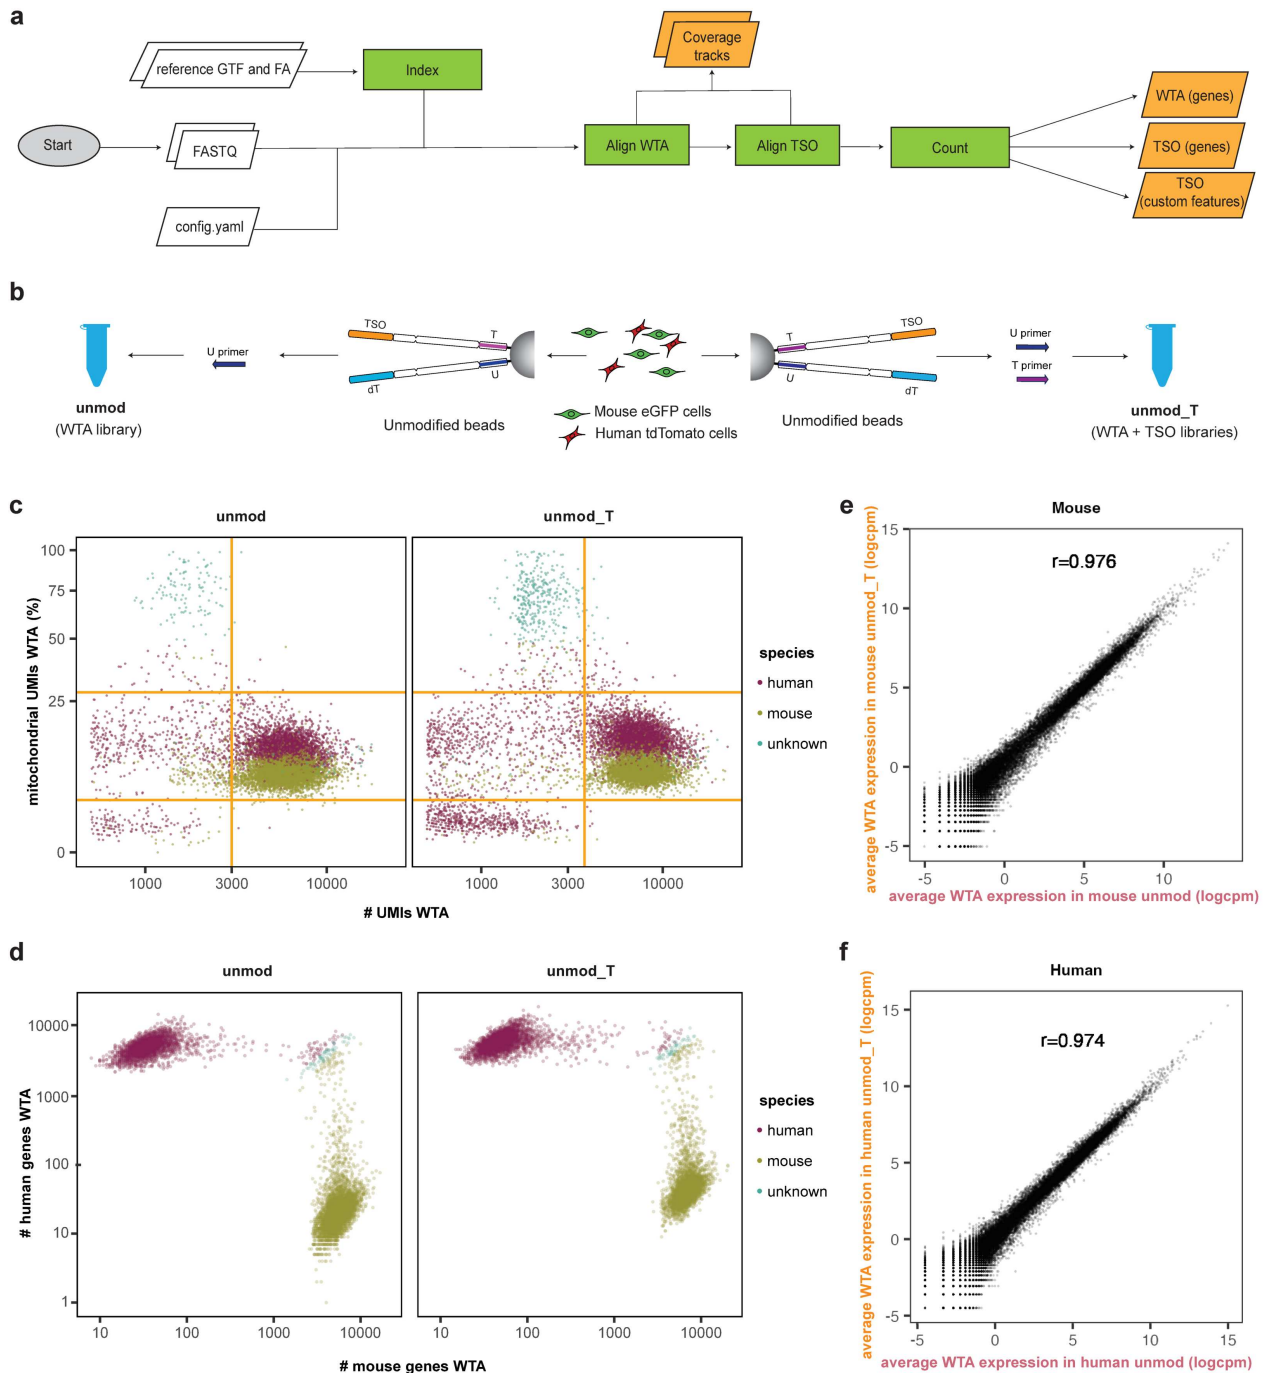 a
reference GTF and FA
Index
Coverage
tracks
Start
FASTQ
config.yaml
Align WTA
Align TSO
Count
WTA (genes)
TSO (genes)
TSO
(custom features)
b
unmod
(WTA library)
U primer
TSO
T
U
dT
Unmodified beads
Mouse eGFP cells
Human tdTomato cells
T
TSO
U
dT
Unmodified beads
U primer
T primer
unmod_T
(WTA + TSO libraries)
c
unmod
unmod_T
mitochondrial UMIs WTA (%)
100
75
50
25
0
1000
3000
10000
1000
3000
10000
# UMIs WTA
species
human
mouse
unknown
e
Mouse
r=0.976
average WTA expression in mouse unmod_T (logcpm)
15
10
5
0
-5
-5
0
5
10
average WTA expression in mouse unmod (logcpm)
d
unmod
unmod_T
# human genes WTA
10000
1000
100
10
1
10
100
1000
10000
10
100
1000
10000
# mouse genes WTA
species
human
mouse
unknown
f
Human
r=0.974
average WTA expression in human unmod_T (logcpm)
15
10
5
0
-5
-5
0
5
10
15
average WTA expression in human unmod (logcpm)